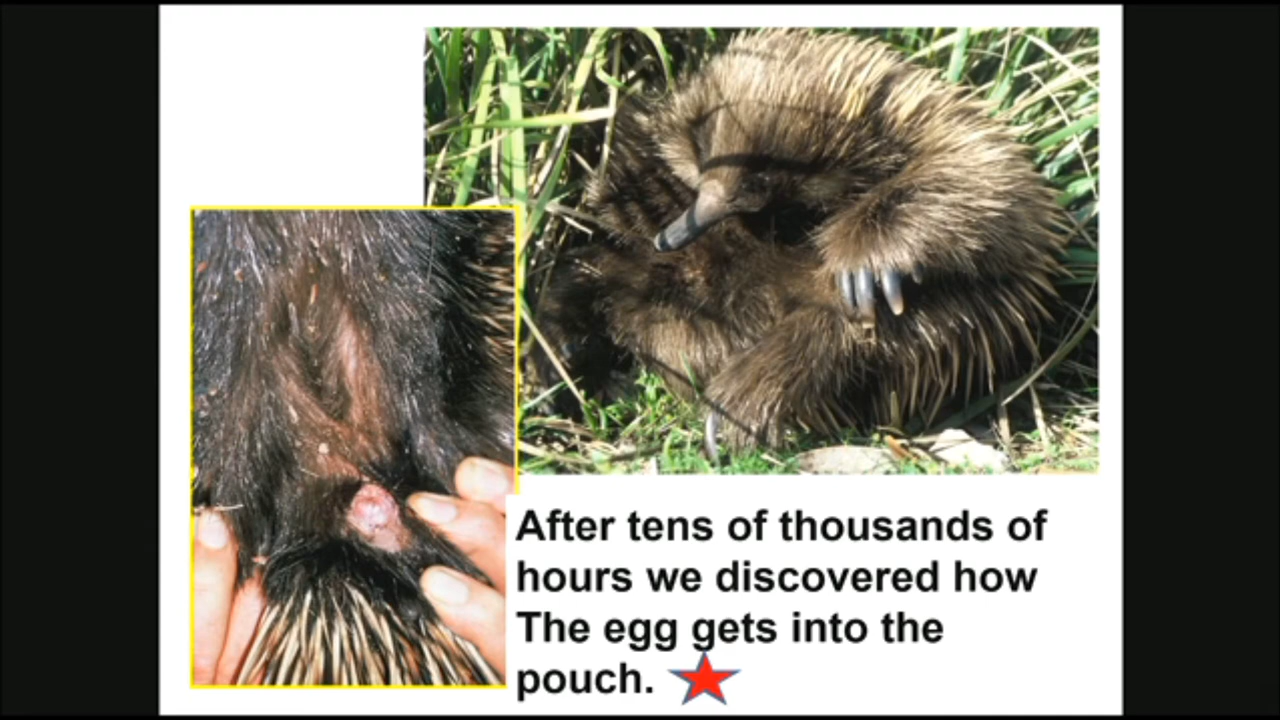 After tens of thousands of
hours we discovered how
The egg gets into the
pouch.